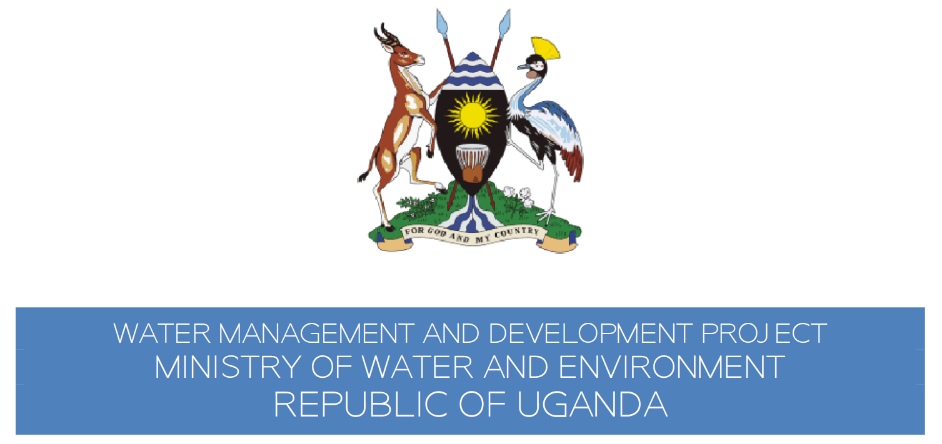 FOR GOD AND MY COUNTRY
WATER MANAGEMENT AND DEVELOPMENT PROJECT
MINISTRY OF WATER AND ENVIRONMENT
REPUBLIC OF UGANDA